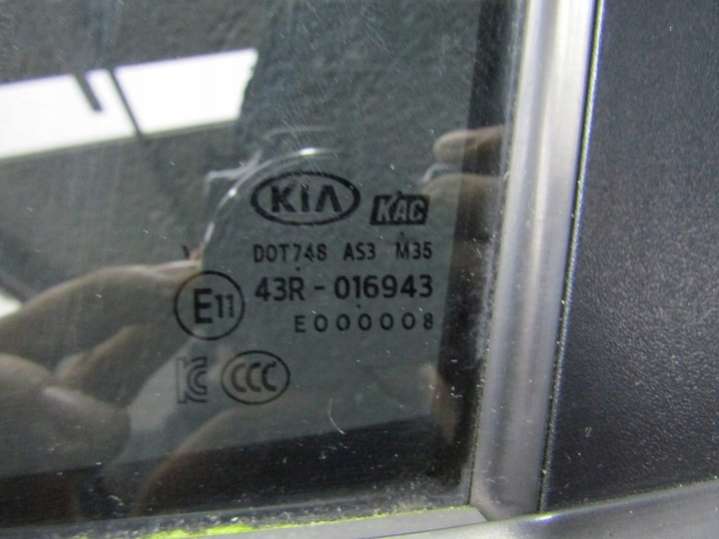 KIA KAC
DOT748 AS3 M35
E11 43R-016943
E000008
KC CCC